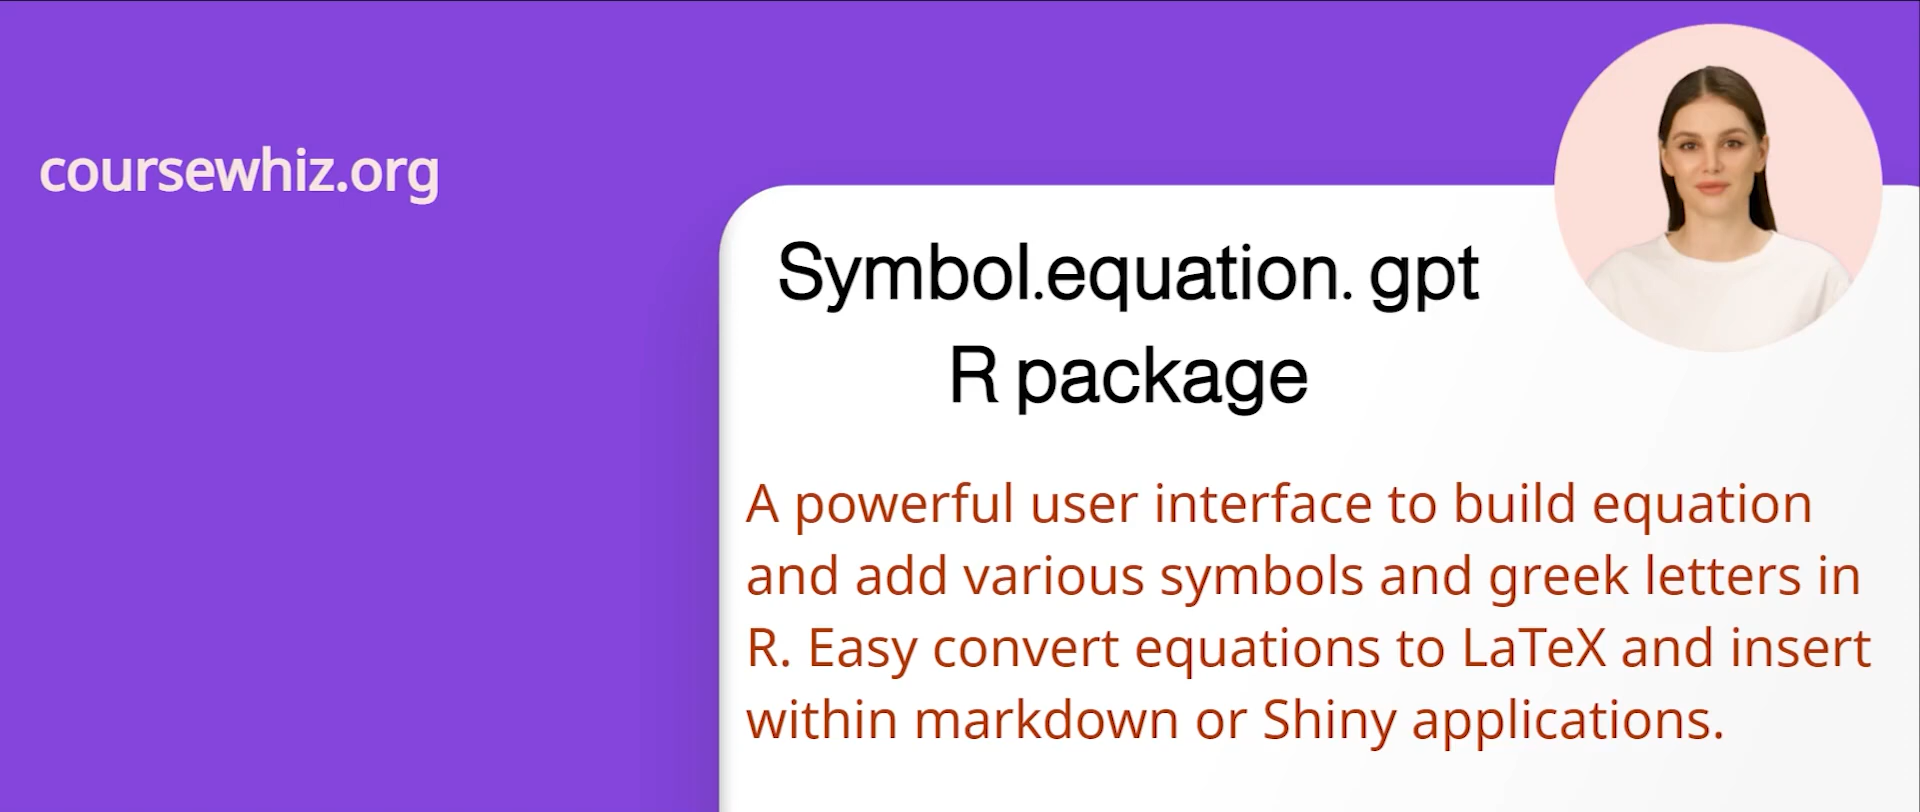 coursewhiz.org
Symbol.equation. gpt
R package
A powerful user interface to build equation
and add various symbols and greek letters in
R. Easy convert equations to LaTeX and insert
within markdown or Shiny applications.